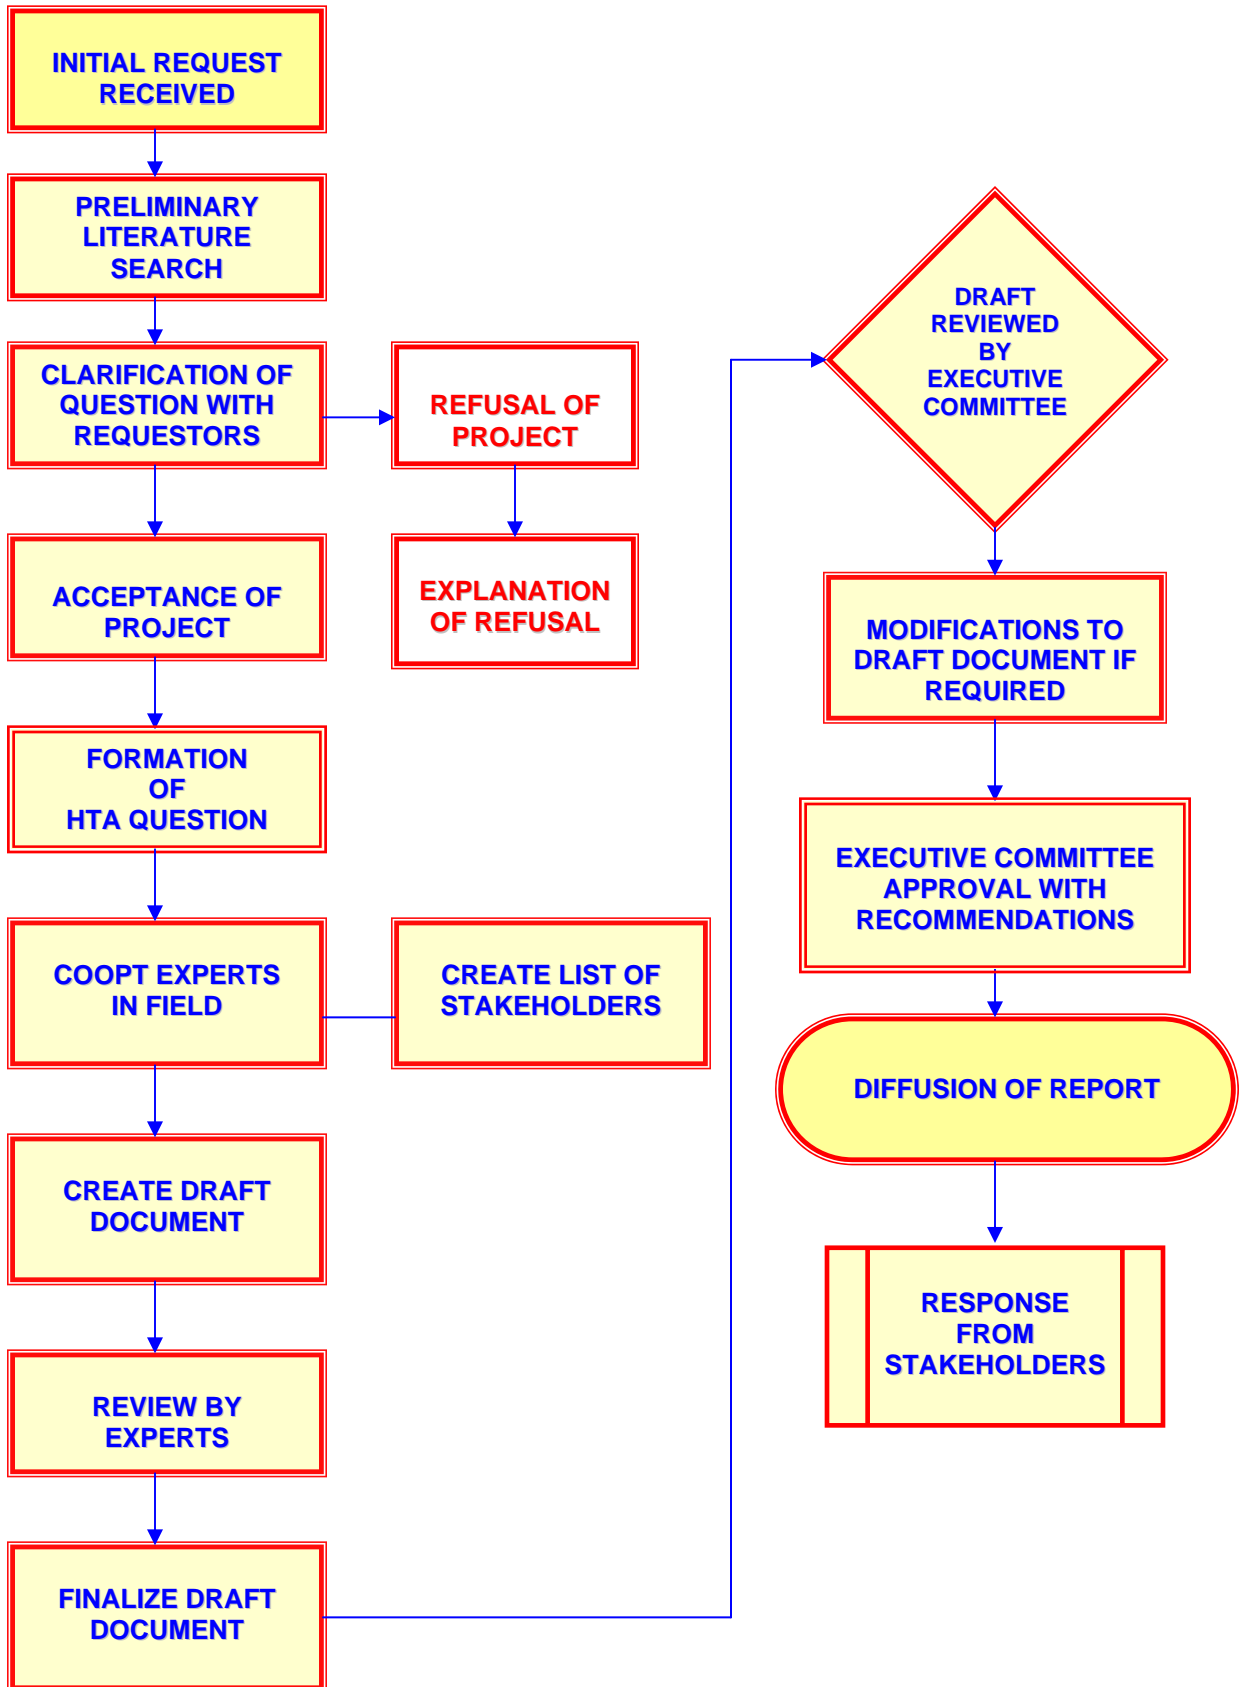 INITIAL REQUEST
RECEIVED
PRELIMINARY
LITERATURE
SEARCH
CLARIFICATION OF
QUESTION WITH
REQUESTORS
REFUSAL OF
PROJECT
ACCEPTANCE OF
PROJECT
EXPLANATION
OF REFUSAL
FORMATION
OF
HTA QUESTION
COOPT EXPERTS
IN FIELD
CREATE LIST OF
STAKEHOLDERS
CREATE DRAFT
DOCUMENT
REVIEW BY
EXPERTS
FINALIZE DRAFT
DOCUMENT
DRAFT
REVIEWED
BY
EXECUTIVE
COMMITTEE
MODIFICATIONS TO
DRAFT DOCUMENT IF
REQUIRED
EXECUTIVE COMMITTEE
APPROVAL WITH
RECOMMENDATIONS
DIFFUSION OF REPORT
RESPONSE
FROM
STAKEHOLDERS